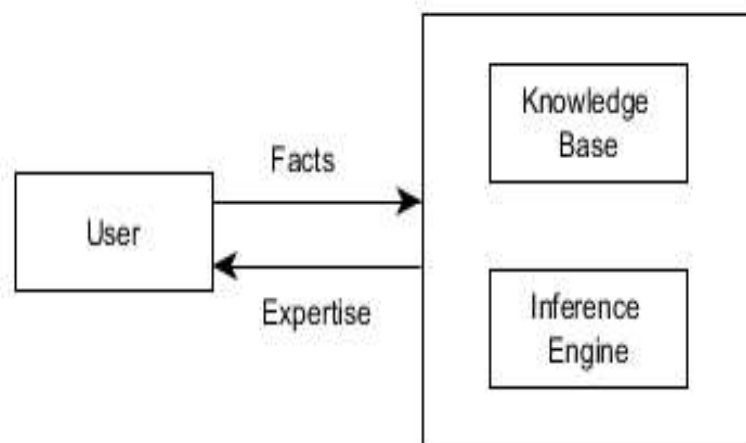 Knowledge
Base
Facts
User
Expertise
Inference
Engine